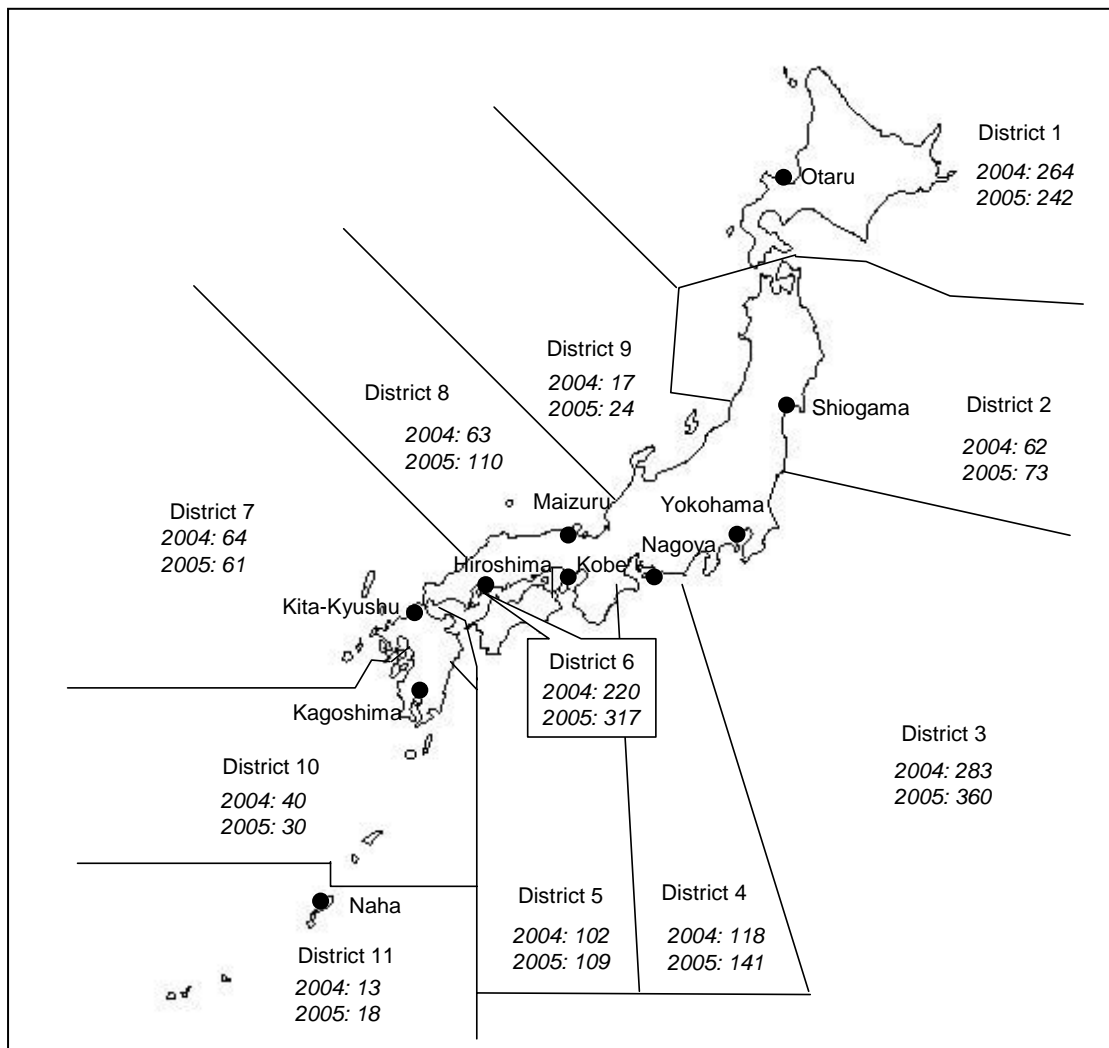 District 1
2004: 264
2005: 242
Otaru
District 9
2004: 17
2005: 24
District 8
2004: 63
2005: 110
Shiogama
District 2
2004: 62
2005: 73
District 7
2004: 64
2005: 61
Maizuru
Yokohama
Nagoya
Hiroshima
Kobe
Kita-Kyushu
District 6
2004: 220
2005: 317
Kagoshima
District 3
2004: 283
2005: 360
District 10
2004: 40
2005: 30
Naha
District 5
2004: 102
2005: 109
District 4
2004: 118
2005: 141
District 11
2004: 13
2005: 18